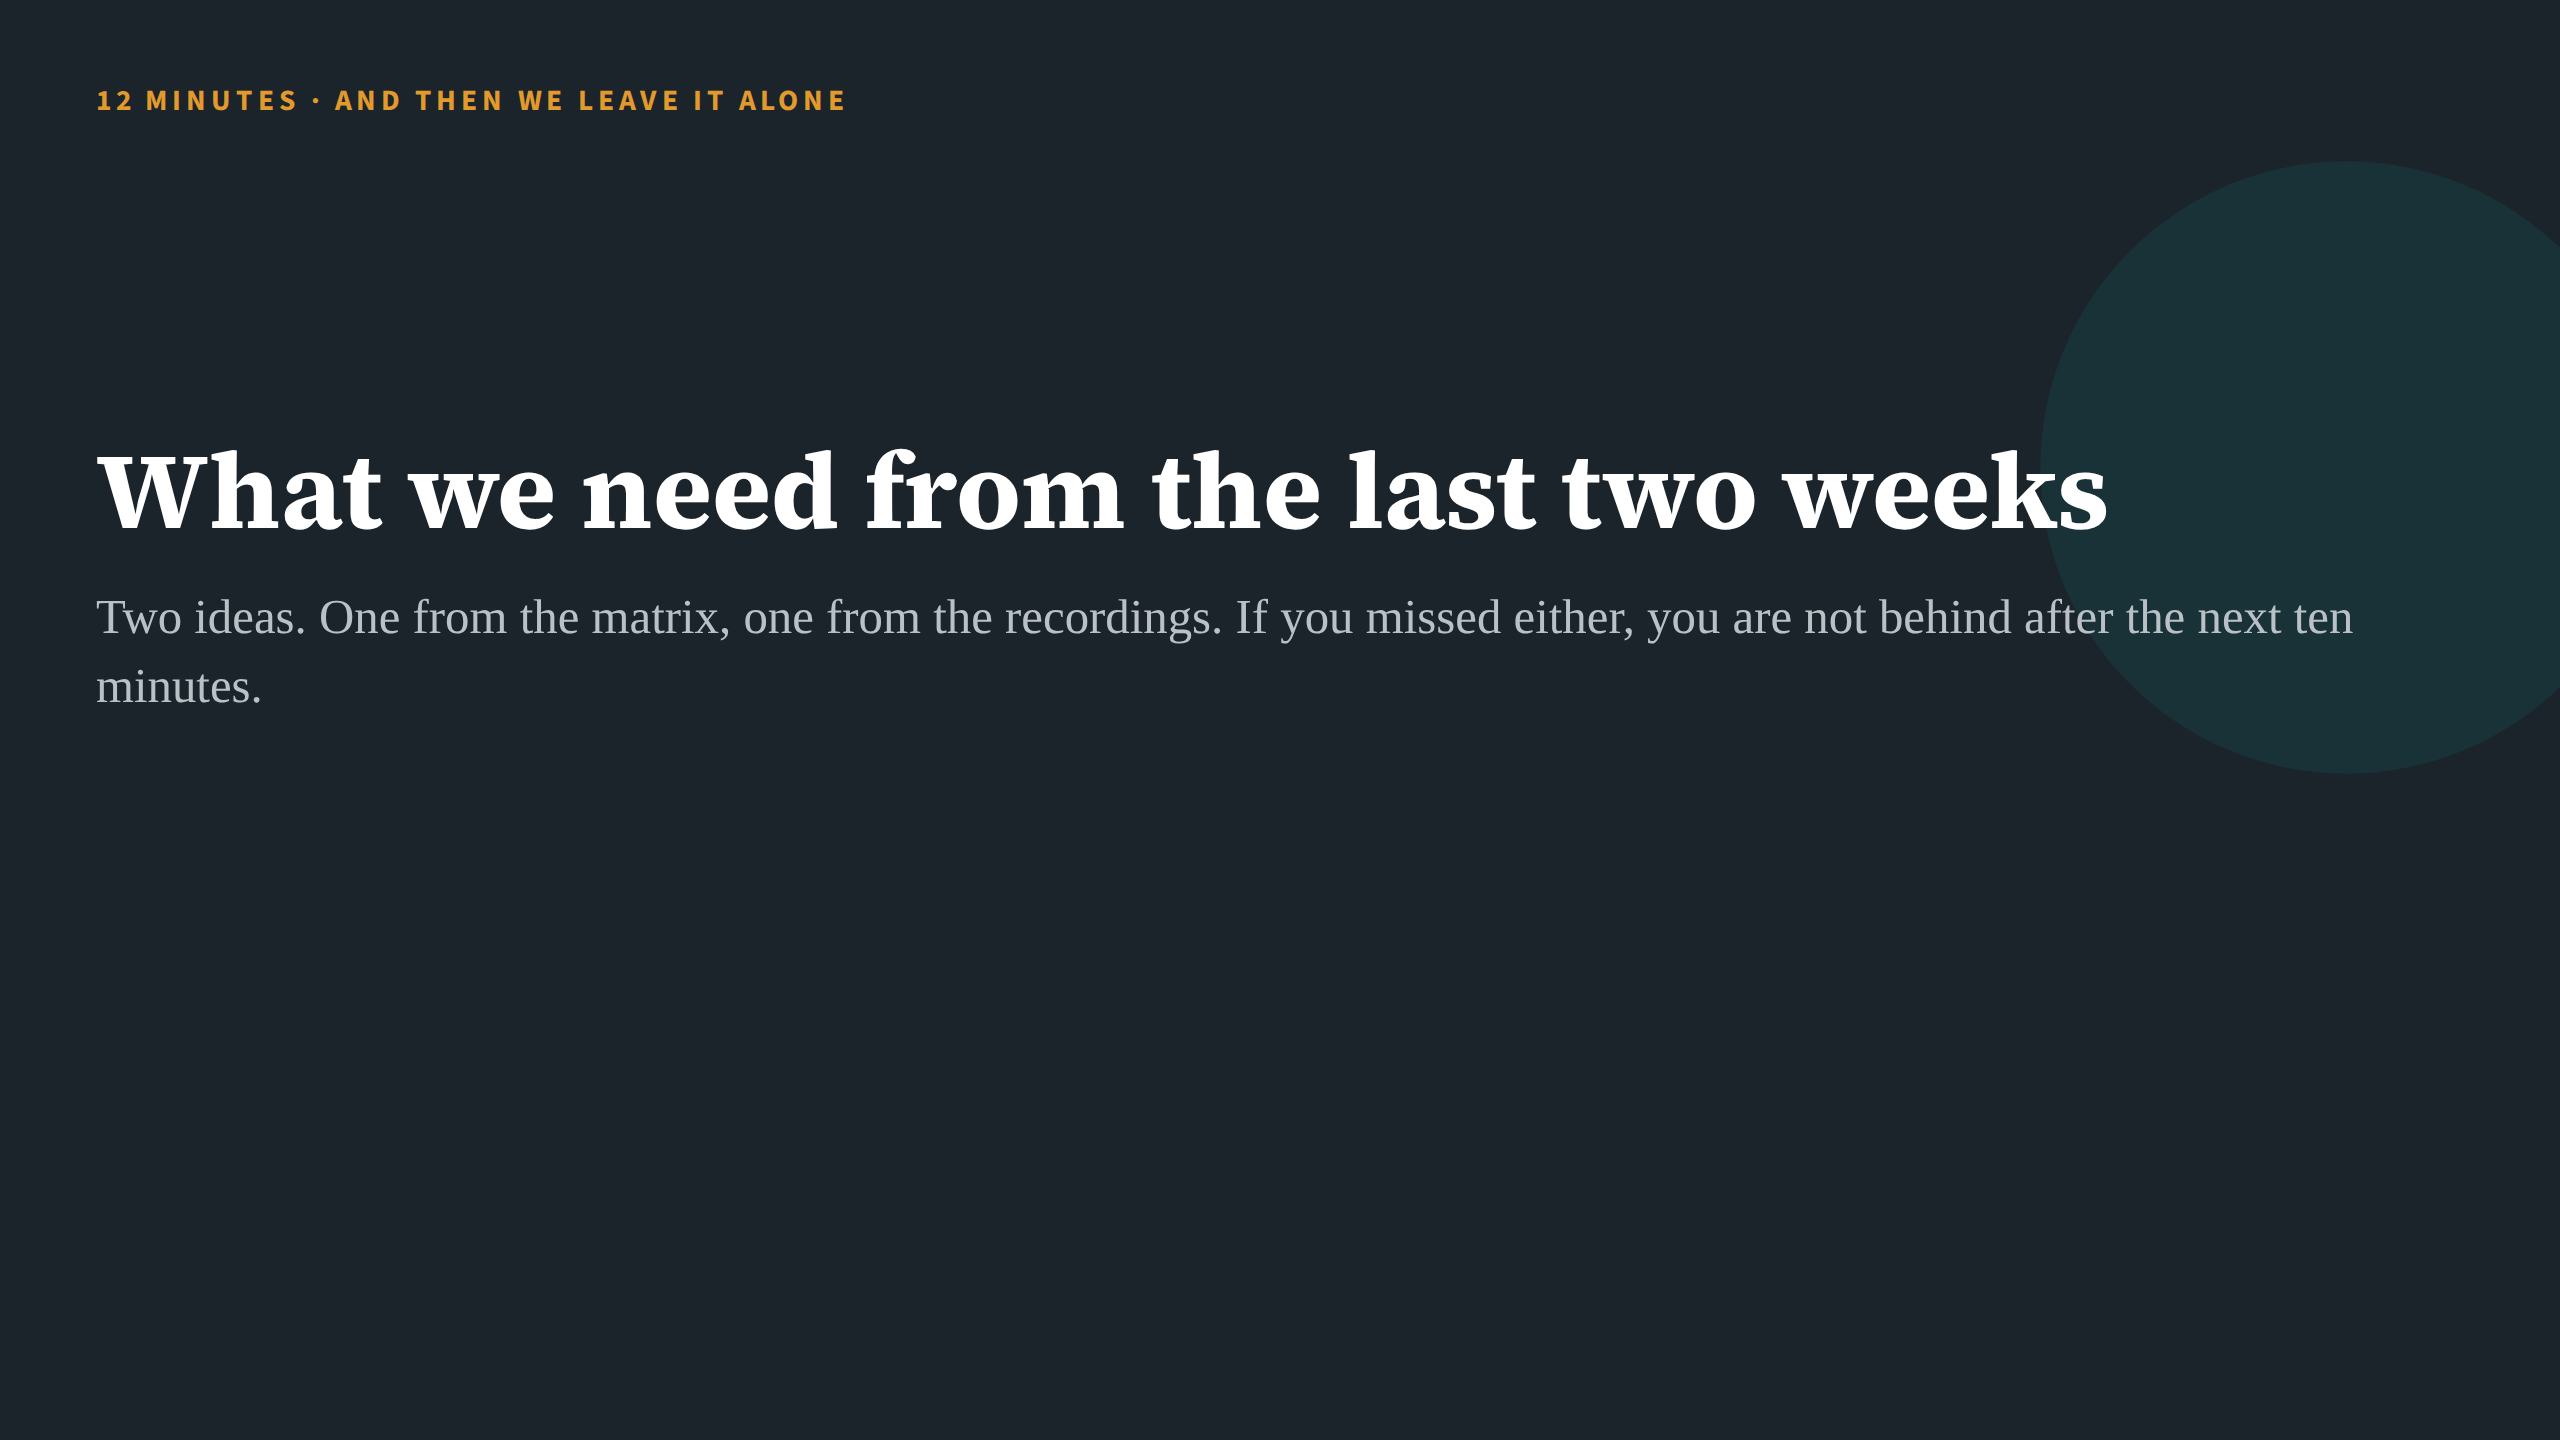 12 MINUTES · AND THEN WE LEAVE IT ALONE
What we need from the last two weeks
Two ideas. One from the matrix, one from the recordings. If you missed either, you are not behind after the next ten
minutes.